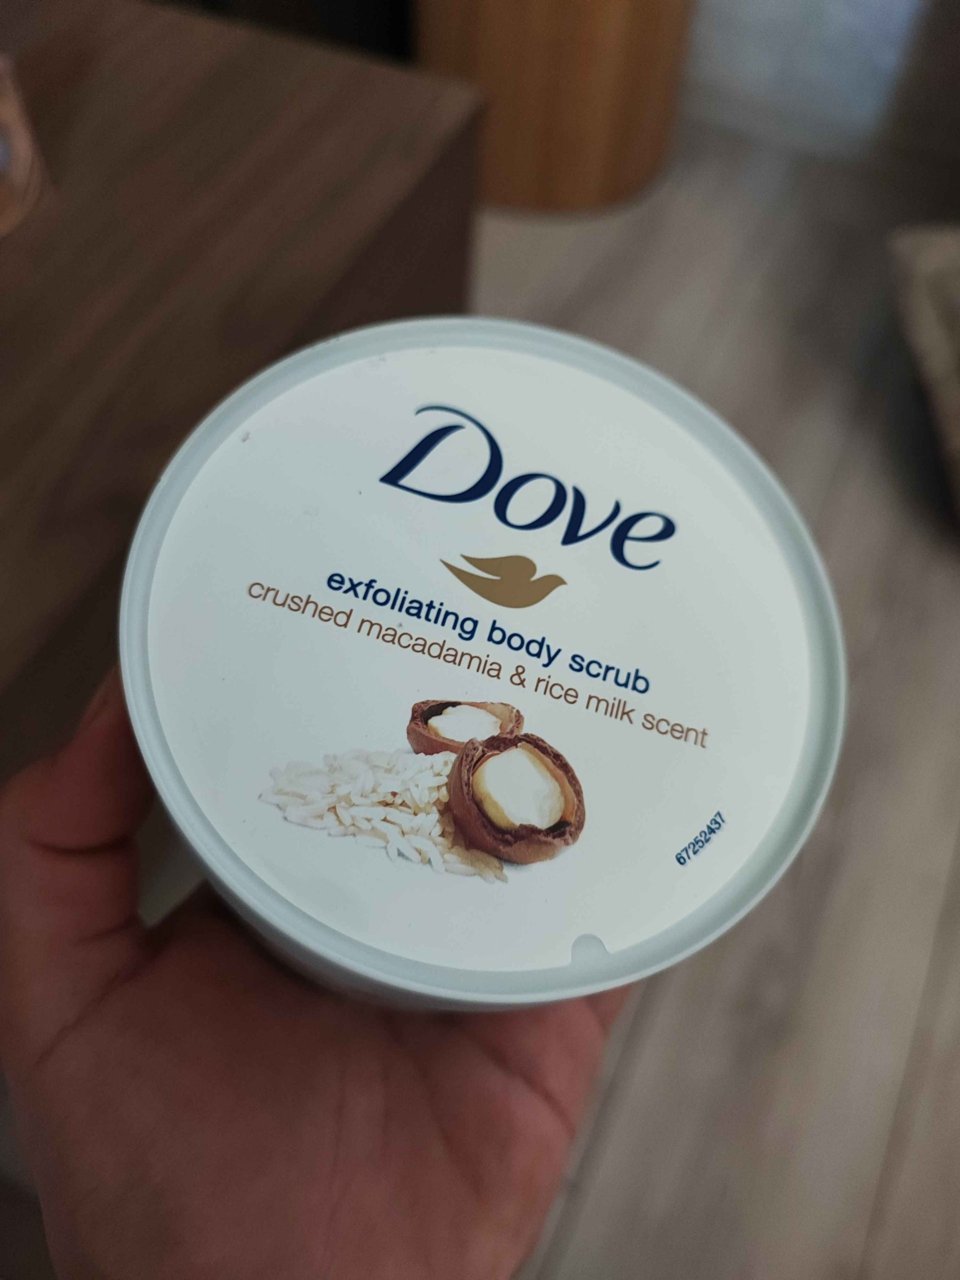 Dove
exfoliating body scrub
crushed macadamia & rice milk scent
67252437